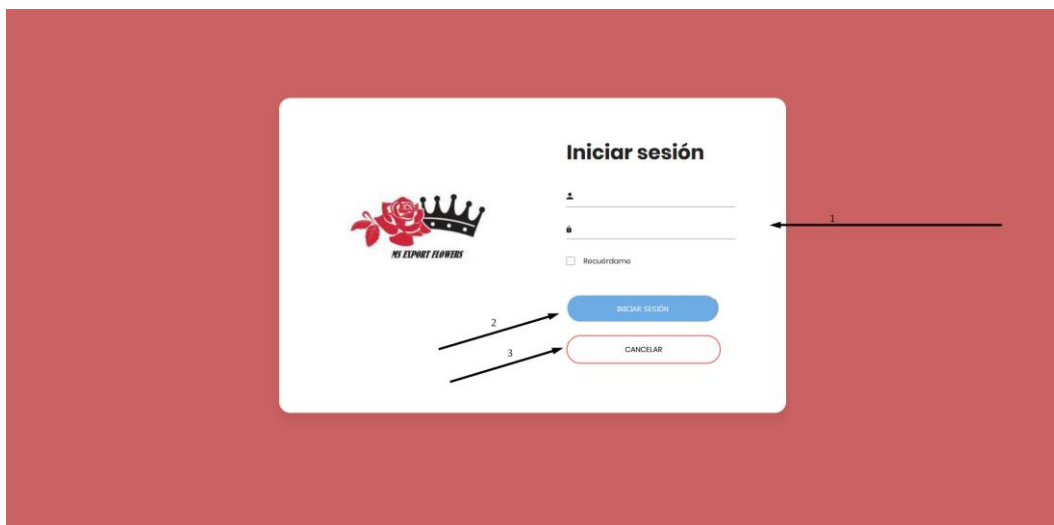 Iniciar sesión
MS EXPORT FLOWERS
1
Recuérdame
INICIAR SESIÓN
2
3
CANCELAR